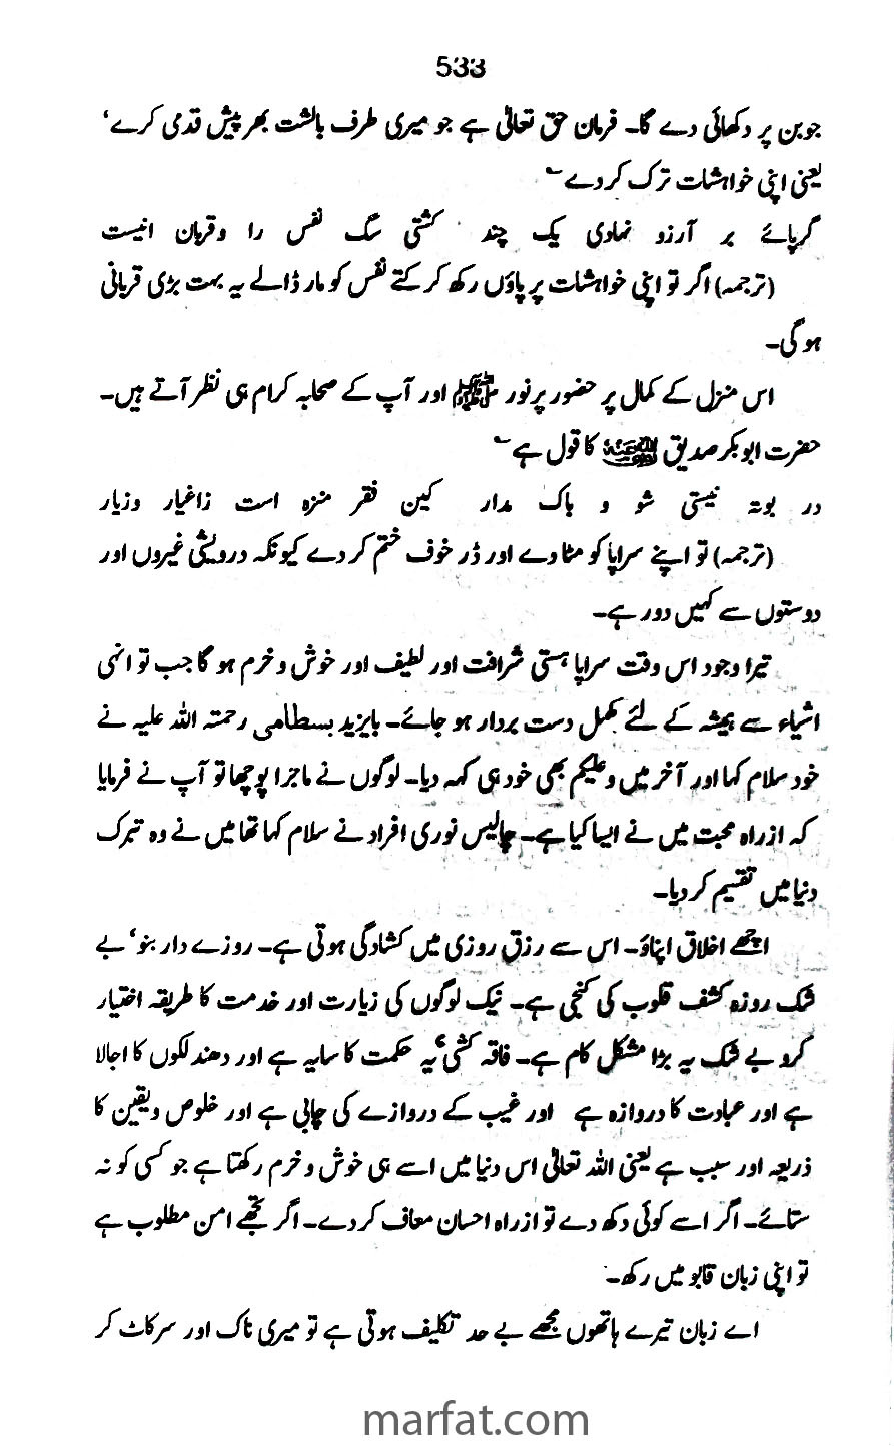 533
جوبن پر دکھائی دے گا۔ فرمان حق تعالٰی ہے جو میری طرف بالشت بھر پیش قدمی کرے‘
یعنی اپنی خواہشات ترک کر دے ؎
گرپائے بر آرزو نہادی یک چند کشتی سگ نفس را وقربان انیست
(ترجمہ) اگر تو اپنی خواہشات پر پاؤں رکھ کر کتے نفس کو مار ڈالے یہ بہت بڑی قربانی
ہو گی۔
اس منزل کے کمال پر حضور پرنور ﷺ اور آپ کے صحابہ کرام ہی نظر آتے ہیں۔
حضرت ابوبکر صدیق رضی اللہ عنہ کا قول ہے ؎
در بوتہ نیستی شو و باک مدار کین فقر منزہ است زاغیار وزیار
(ترجمہ) تو اپنے سراپا کو مٹا دے اور ڈر خوف ختم کر دے کیونکہ درویشی غیروں اور
دوستوں سے کہیں دور ہے۔
تیرا وجود اس وقت سراپا ہستی شرافت اور لطیف اور خوش و خرم ہو گا جب تو انہی
اشیاء سے ہمیشہ کے لئے مکمل دست بردار ہو جائے۔ بایزید بسطامی رحمتہ اللہ علیہ نے
خود سلام کہا اور آخر میں وعلیکم بھی خود ہی کہہ دیا۔ لوگوں نے ماجرا پوچھا تو آپ نے فرمایا
کہ ازراہ محبت میں نے ایسا کیا ہے۔ چالیس نوری افراد نے سلام کہا تھا میں نے وہ تبرک
دنیا میں تقسیم کر دیا۔
اچھے اخلاق اپناؤ۔ اس سے رزق روزی میں کشادگی ہوتی ہے۔ روزے دار بنو‘ بے
شک روزہ کشف قلوب کی کنجی ہے۔ نیک لوگوں کی زیارت اور خدمت کا طریقہ اختیار
کرو بے شک یہ بڑا مشکل کام ہے۔ فاقہ کشی‘ یہ حکمت کا سایہ ہے اور دھندلکوں کا اجالا
ہے اور عبادت کا دروازہ ہے اور غیب کے دروازے کی چابی ہے اور خلوص ویقین کا
ذریعہ اور سبب ہے یعنی اللہ تعالٰی اس دنیا میں اسے ہی خوش و خرم رکھتا ہے جو کسی کو نہ
ستائے۔ اگر اسے کوئی دکھ دے تو ازراہ احسان معاف کر دے۔ اگر تجھے امن مطلوب ہے
تو اپنی زبان قابو میں رکھ۔
اے زبان تیرے ہاتھوں مجھے بے حد تکلیف ہوتی ہے تو میری ناک اور سر کاٹ کر
marfat.com